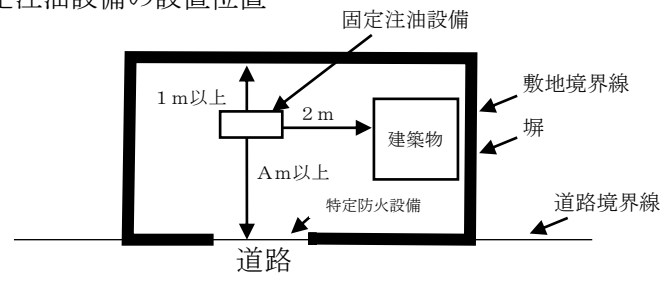 定注油設備の設置位置
固定注油設備
敷地境界線
1m以上
2m
塀
建築物
Am以上
特定防火設備
道路境界線
道路